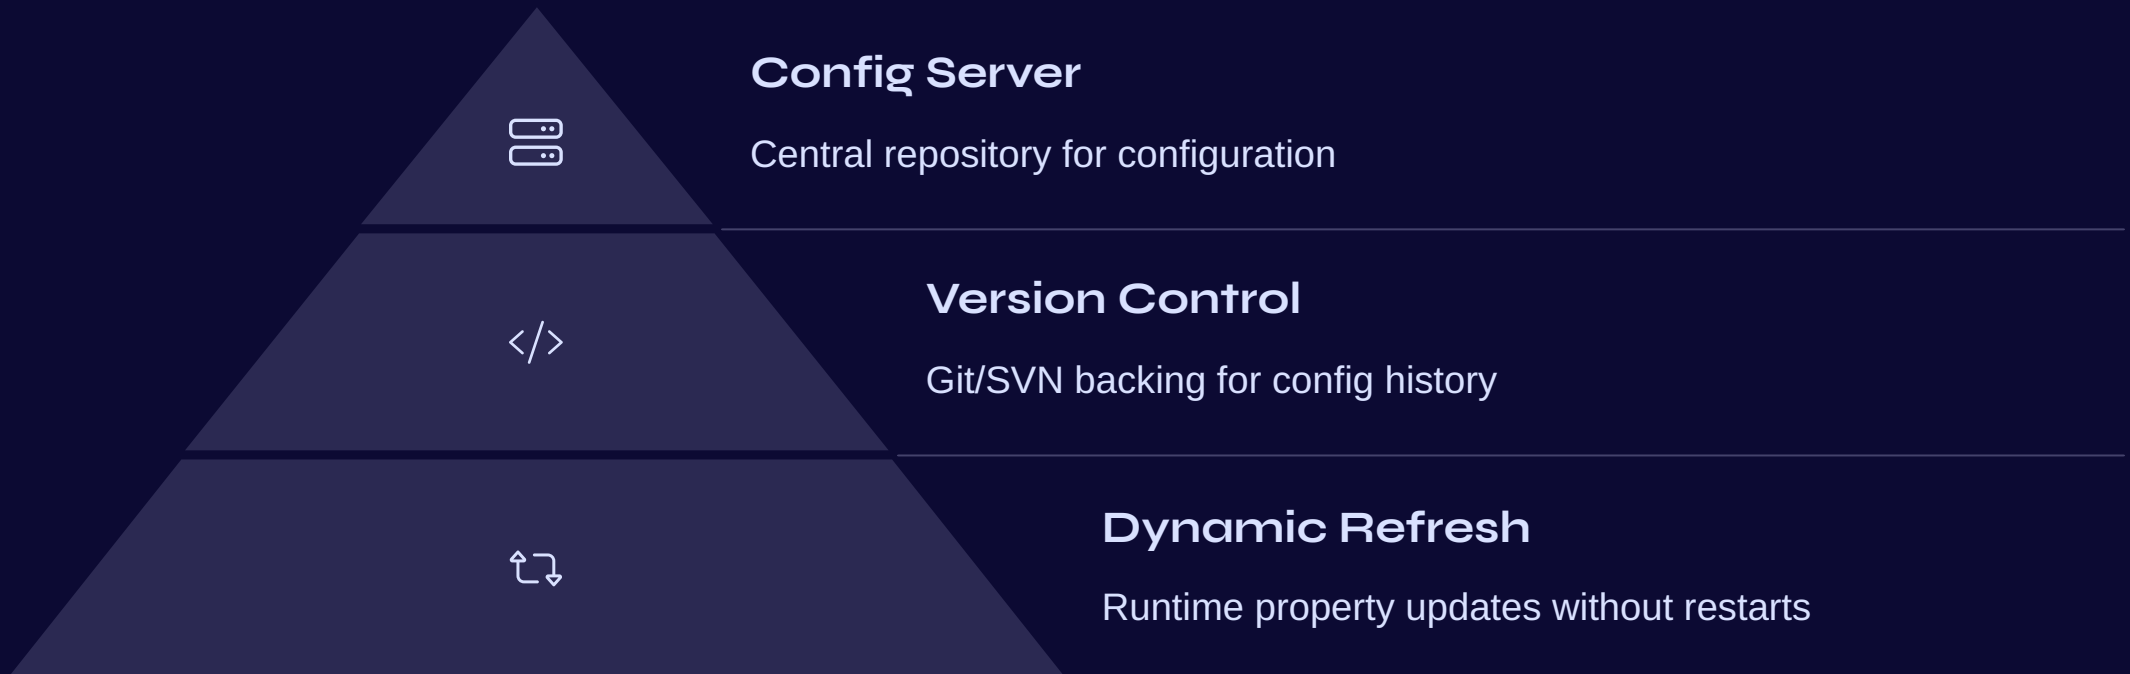 Config Server
Central repository for configuration
Version Control
Git/SVN backing for config history
Dynamic Refresh
Runtime property updates without restarts